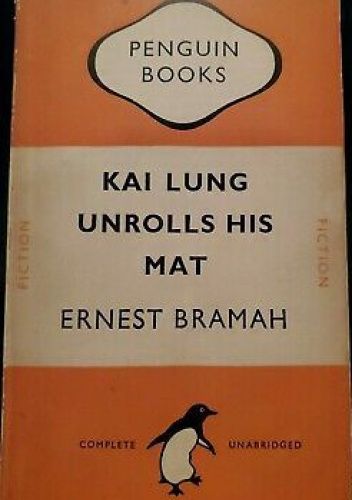 PENGUIN
BOOKS
KAI LUNG
UNROLLS HIS
MAT
FICTION
FICTION
ERNEST BRAMAH
COMPLETE UNABRIDGED